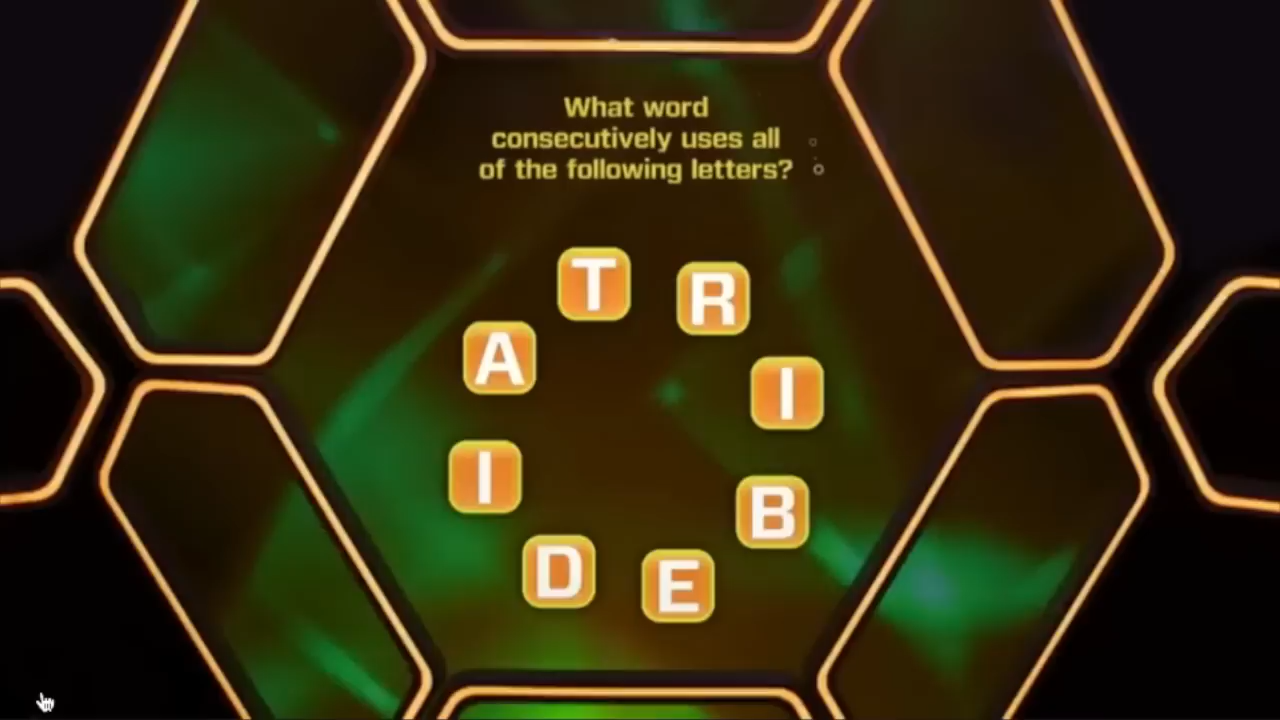 What word
consecutively uses all
of the following letters?
T R
A I
I B
D E